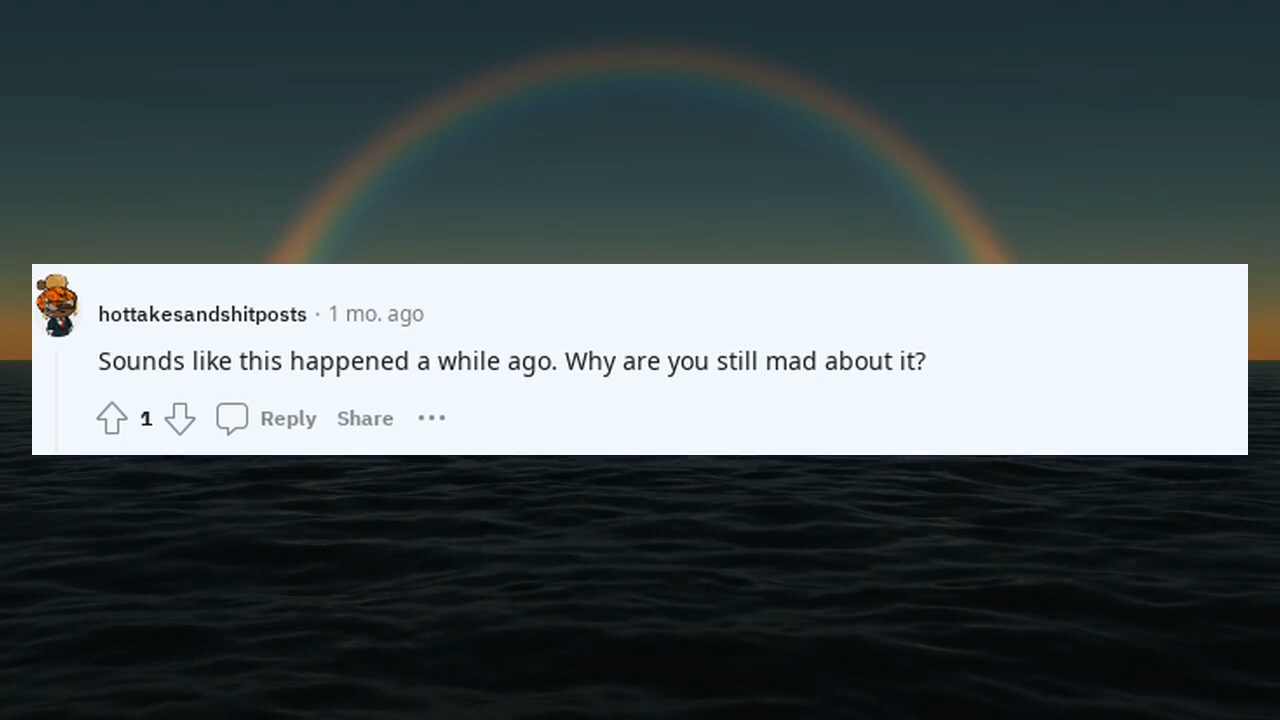 hottakesandshitposts · 1 mo. ago
Sounds like this happened a while ago. Why are you still mad about it?
1 Reply Share ···